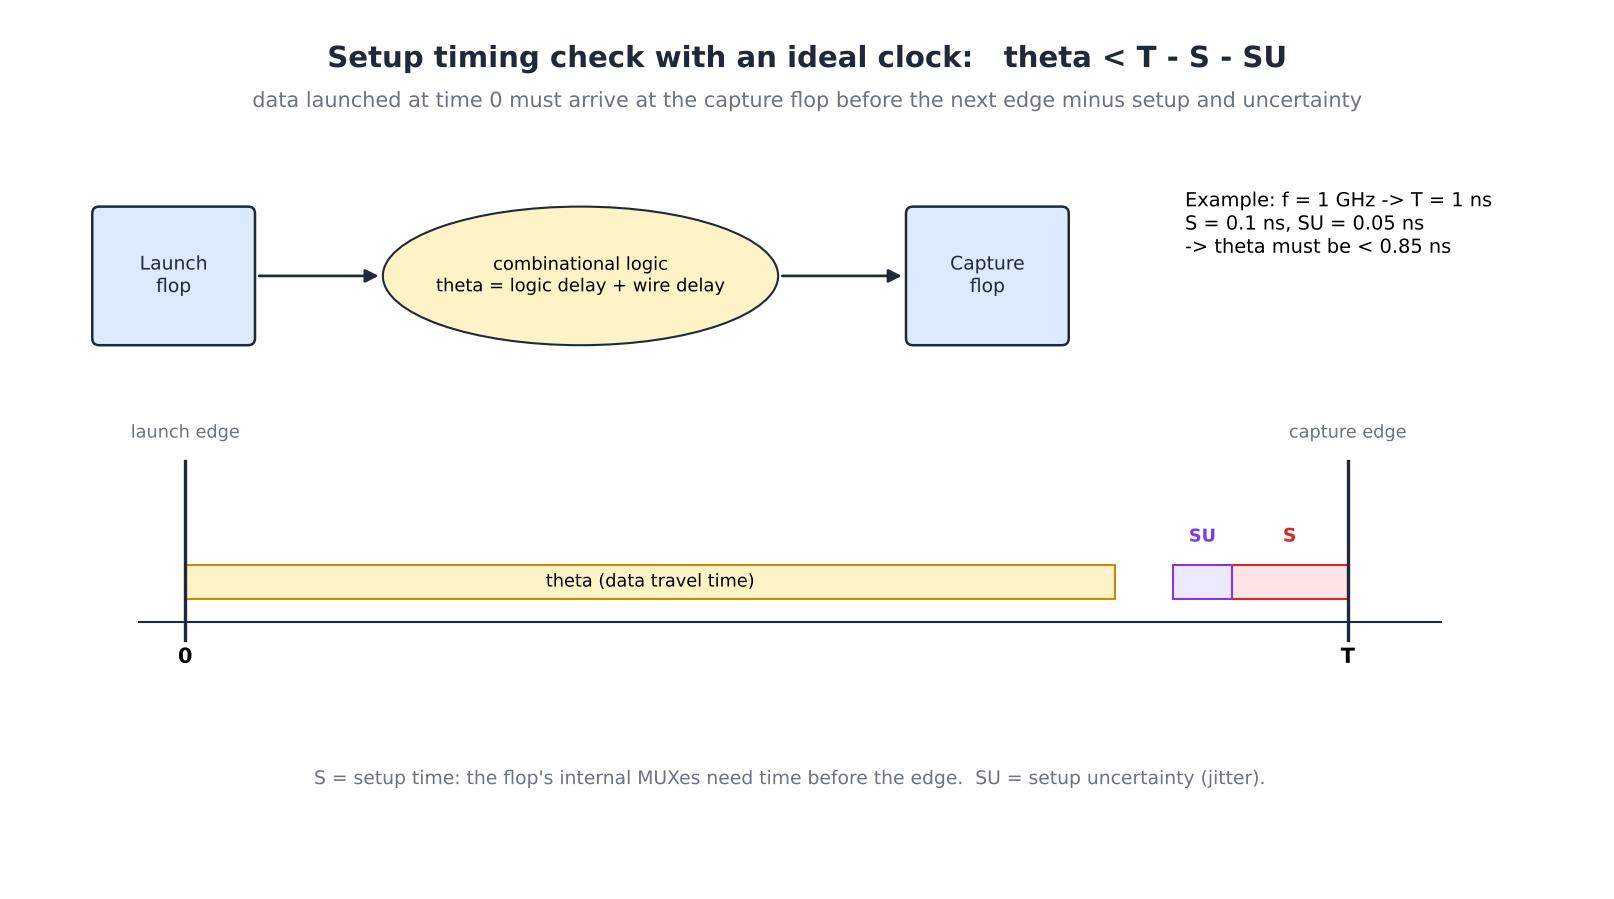 Setup timing check with an ideal clock:   theta < T - S - SU
data launched at time 0 must arrive at the capture flop before the next edge minus setup and uncertainty
Launch
flop
combinational logic
theta = logic delay + wire delay
Capture
flop
Example: f = 1 GHz -> T = 1 ns
S = 0.1 ns, SU = 0.05 ns
-> theta must be < 0.85 ns
launch edge
capture edge
SU
S
theta (data travel time)
0
T
S = setup time: the flop's internal MUXes need time before the edge.  SU = setup uncertainty (jitter).